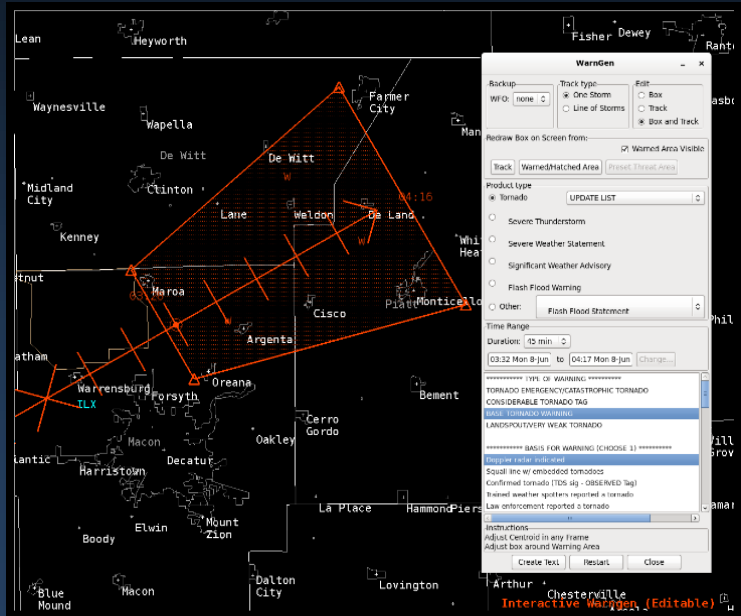 Lean
Heyworth
Fisher Dewey
Rant
Waynesville
Wapella
Farmer
City
Man
De Witt
De Witt
W
Midland
City
Clinton
04:16
Lane
Weldon
De Land
Kenney
W
Whi
Hea
tnut
Maroa
Piatt
Monticello
Cisco
W
Argenta
atham
Warrensburg
ILX
Forsyth
Oreana
Bement
Cerro
Gordo
Macon
Oakley
antic
Decatur
Harristown
La Place
Hammond
Piers
Elwin
Mount
Zion
Boody
Blue
Mound
Macon
Dalton
City
Lovington
Arthur
Chesterville
Interactive Warngen (Editable)
WarnGen
Backup
WFO: none
Track type
One Storm
Line of Storms
Edit
Box
Track
Box and Track
Redraw Box on Screen from:
Warned Area Visible
Track
Warned/Hatched Area
Preset Threat Area
Product type
Tornado
UPDATE LIST
Severe Thunderstorm
Severe Weather Statement
Significant Weather Advisory
Flash Flood Warning
Other:
Flash Flood Statement
Time Range
Duration: 45 min
03:32 Mon 8-Jun to 04:17 Mon 8-Jun Change...
*********** TYPE OF WARNING **********
TORNADO EMERGENCY/CATASTROPHIC TORNADO
CONSIDERABLE TORNADO TAG
BASE TORNADO WARNING
LANDSPOUT/VERY WEAK TORNADO
*********** BASIS FOR WARNING (CHOOSE 1) **********
Doppler radar indicated
Squall line w/ embedded tornadoes
Confirmed tornado [TDS sig - OBSERVED Tag]
Trained weather spotters reported a tornado
Law enforcement reported a tornado
Instructions
Adjust Centroid in any Frame
Adjust box around Warning Area
Create Text
Restart
Close